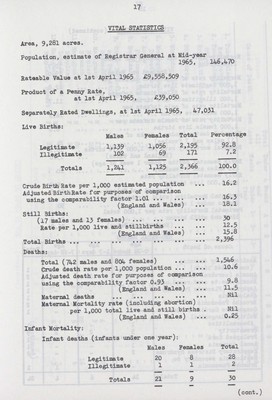 17
VITAL STATISTICS
Area, 9,281 acres.
Population, estimate of Registrar General at Mid-year
1965, 146,470
Rateable Value at 1st April 1965 £9,558,509
Product of a Penny Rate,
at 1st April 1965, £39,050
Separately Rated Dwellings, at 1st April, 1965, 47,031
Live Births:
Males Females Total Percentage
Legitimate 1,139 1,056 2,195 92.8
Illegitimate 102 69 171 7.2
Totals 1,241 1,125 2,366 100.0
Crude Birth Rate per 1,000 estimated population ... 16.2
Adjusted Birth Rate for purposes of comparison
using the comparability factor 1.01 ... ... ... 16.3
(England and Wales) ... 18.1
Still Births:
(17 males and 13 females) ... ... ... ... 30
Rate per 1,000 live and stillbirths ... ... 12.5
(England and Wales) ... 15.8
Total Births ... ... ... ... ... ... ... 2,396
Deaths:
Total (742 males and 804 females) ... ... 1,546
Crude death rate per 1,000 population ... ... 10.6
Adjusted death rate for purposes of comparison
using the comparability factor 0.93 ... ... 9.8
(England and Wales) ... 11.5
Maternal deaths ... ... ... ... ... Nil
Maternal Mortality rate (including abortion)
per 1,000 total live and still births . Nil
(England and Wales) ... 0.25
Infant Mortality:
Infant deaths (infants under one year):
Males Females Total
Legitimate 20 8 28
Illegitimate 1 1 2
Totals 21 9 30
(cont.)